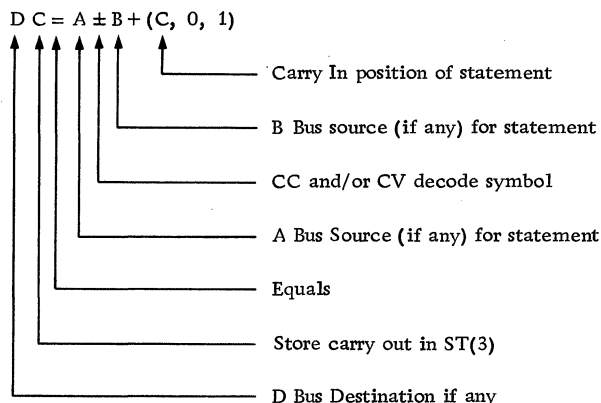 D C = A ± B + (C, 0, 1)
Carry In position of statement
B Bus source (if any) for statement
CC and/or CV decode symbol
A Bus Source (if any) for statement
Equals
Store carry out in ST(3)
D Bus Destination if any